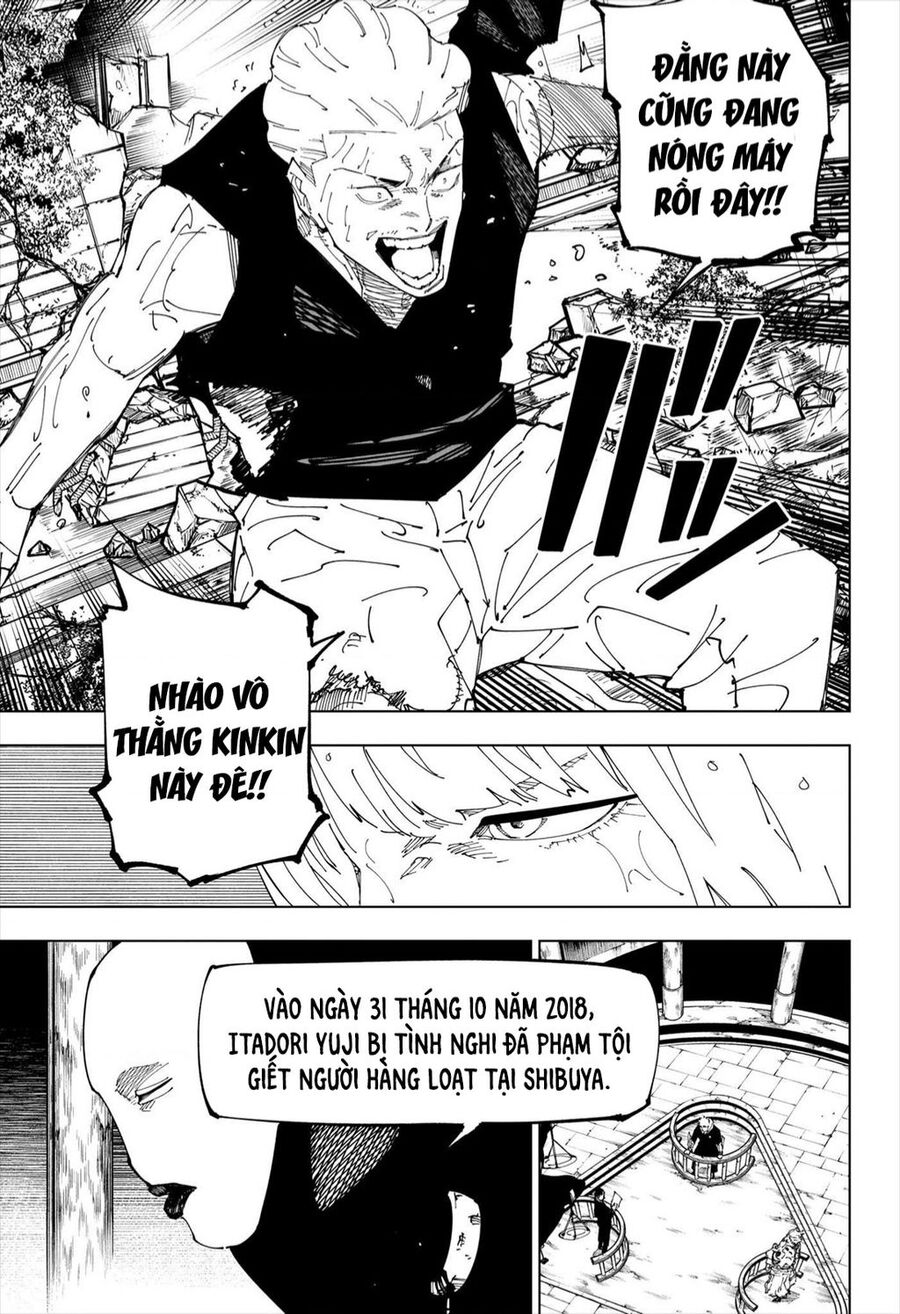 ĐẰNG NÀY
CŨNG ĐANG
NÓNG MÁY
RỒI ĐÂY!!
NHÀO VÔ
THẰNG KINKIN
NÀY ĐÊ!!
VÀO NGÀY 31 THÁNG 10 NĂM 2018,
ITADORI YUJI BỊ TÌNH NGHI ĐÃ PHẠM TỘI
GIẾT NGƯỜI HÀNG LOẠT TẠI SHIBUYA.